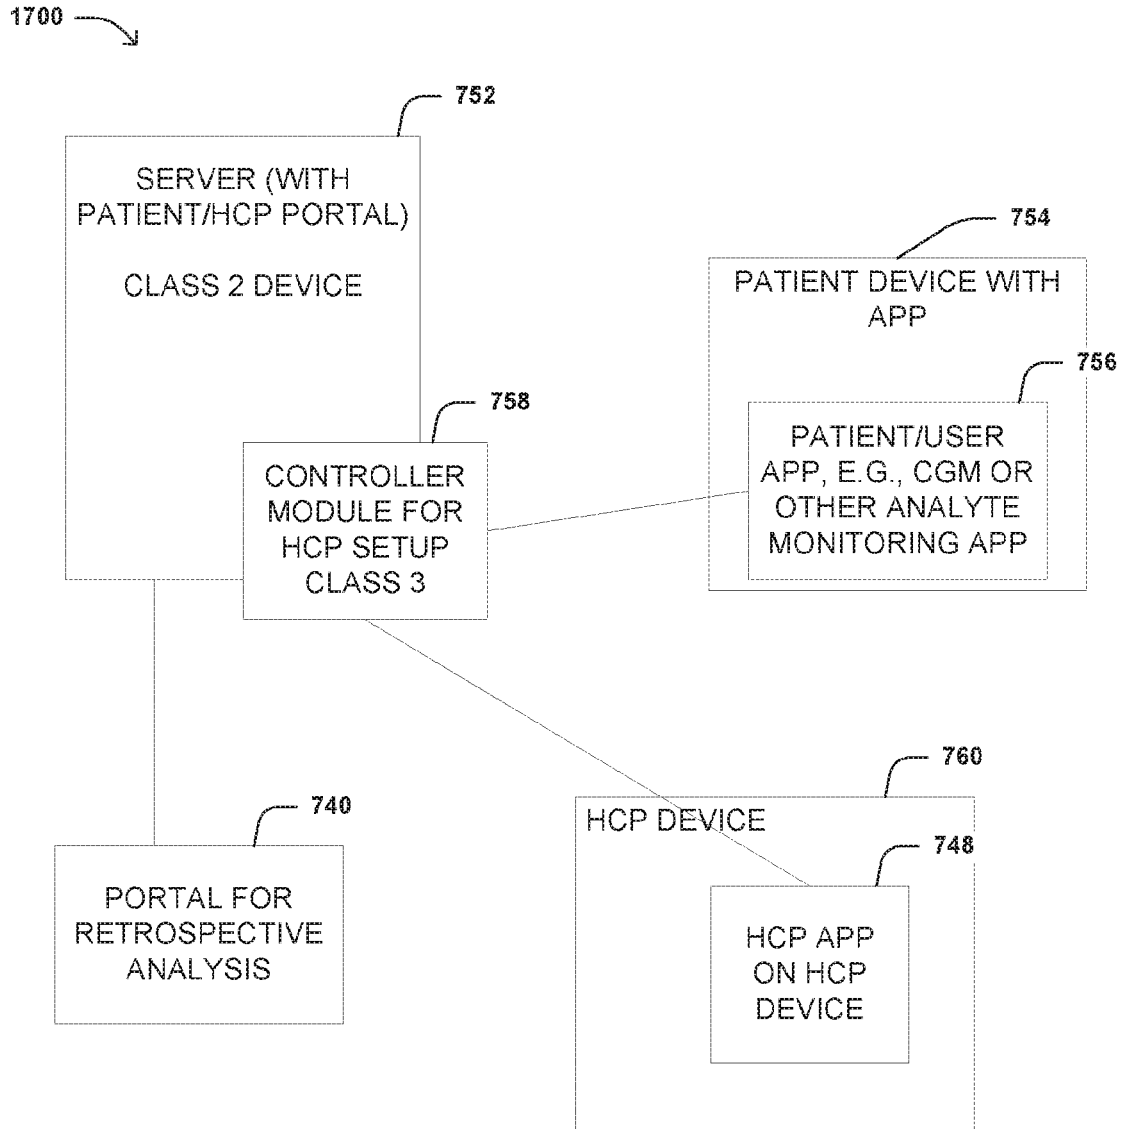 1700
752
SERVER (WITH
PATIENT/HCP PORTAL)
CLASS 2 DEVICE
754
PATIENT DEVICE WITH
APP
756
PATIENT/USER
APP, E.G., CGM OR
OTHER ANALYTE
MONITORING APP
758
CONTROLLER
MODULE FOR
HCP SETUP
CLASS 3
740
PORTAL FOR
RETROSPECTIVE
ANALYSIS
760
HCP DEVICE
748
HCP APP
ON HCP
DEVICE